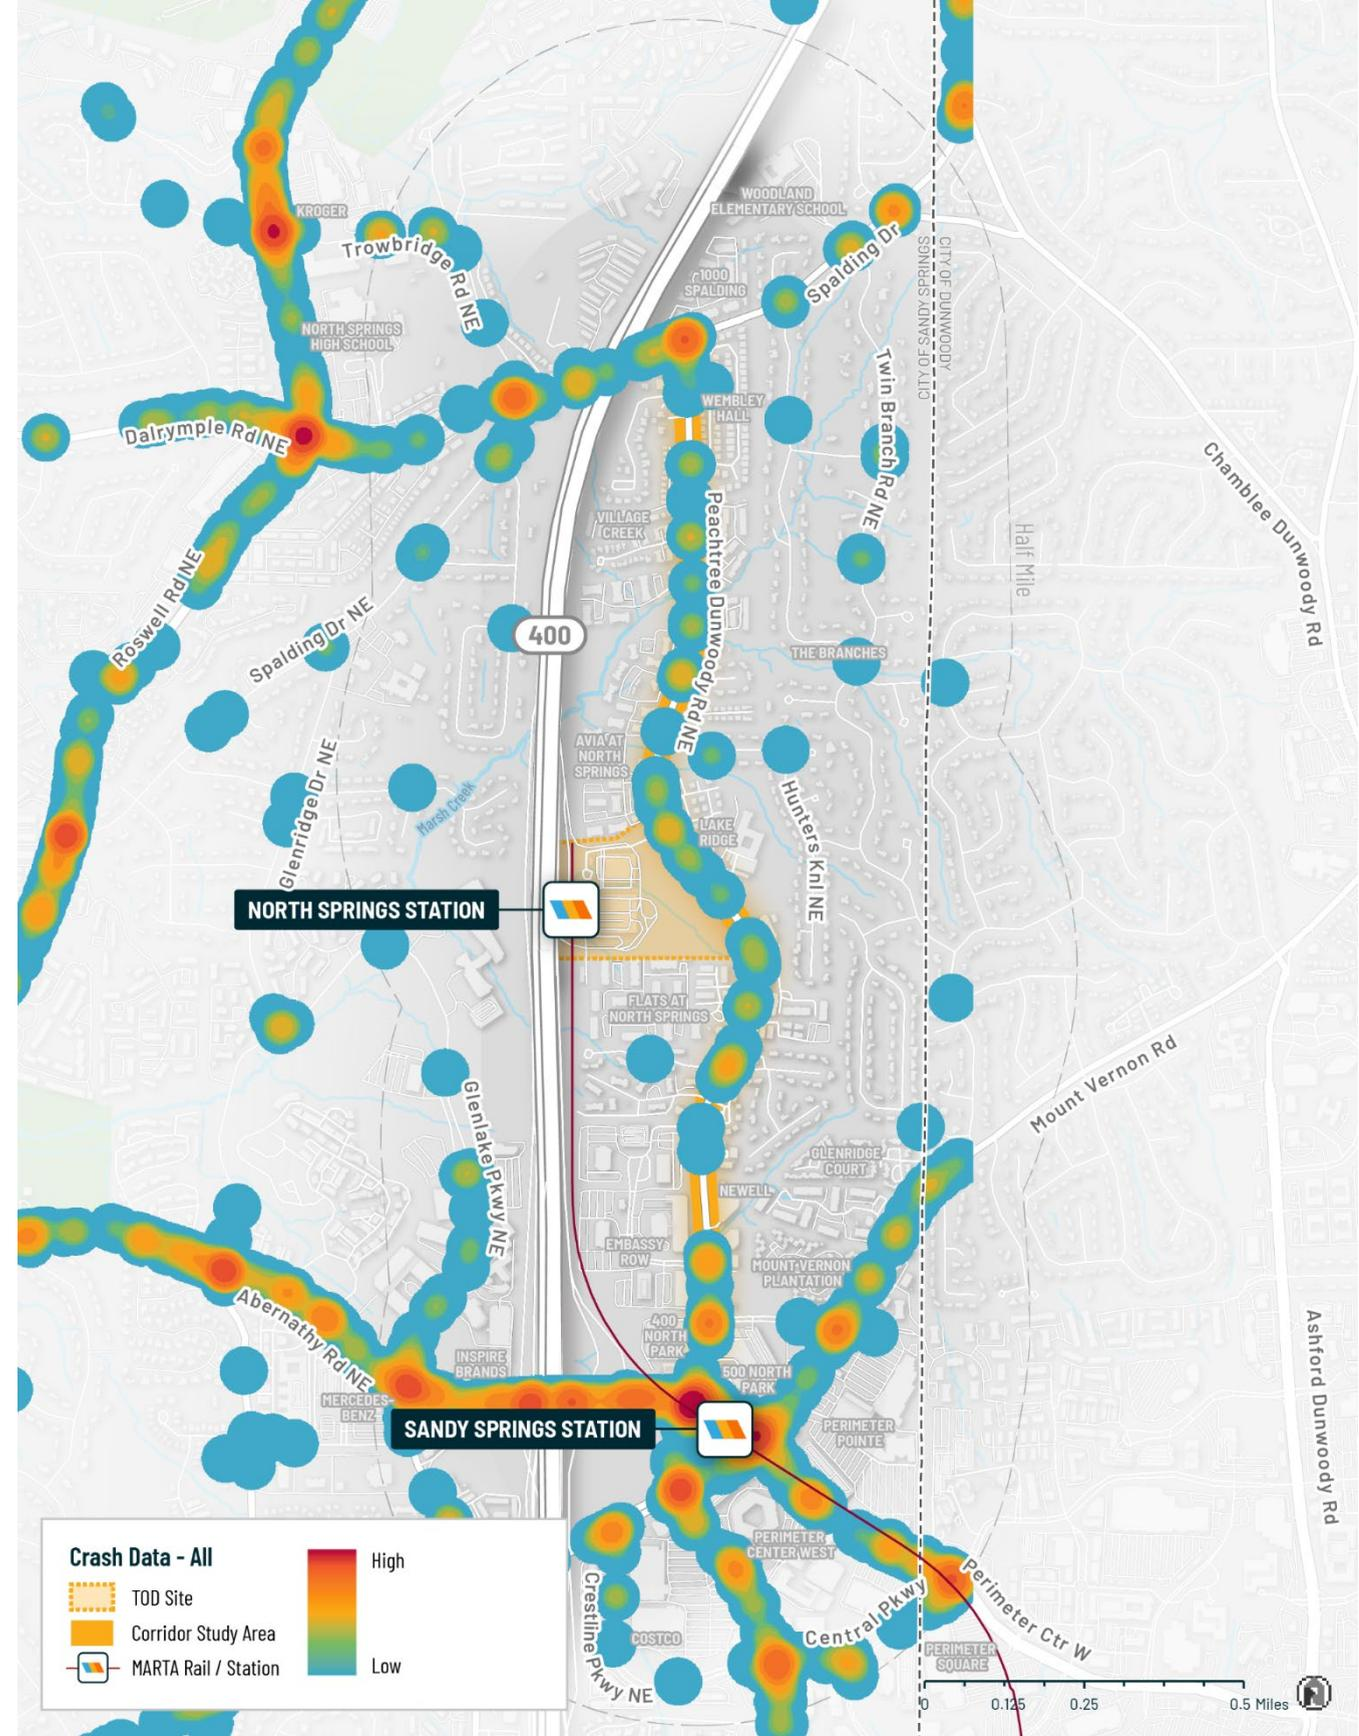 WOODLAND
ELEMENTARY SCHOOL
KROGER
Trowbridge Rd NE
Spalding Dr
CITY OF SANDY SPRINGS
CITY OF DUNWOODY
1000
SPALDING
NORTH SPRINGS
HIGH SCHOOL
WEMBLEY
HALL
Twin Branch Rd NE
Dalrymple Rd NE
Chamblee Dunwoody Rd
VILLAGE
CREEK
Peachtree Dunwoody Rd NE
Half Mile
Roswell Rd NE
Spalding Dr NE
400
THE BRANCHES
AVIA AT
NORTH
SPRINGS
Glenridge Dr NE
Marsh Creek
Hunters Knl NE
LAKE
RIDGE
NORTH SPRINGS STATION
FLATS AT
NORTH SPRINGS
Mount Vernon Rd
Glenlake Pkwy NE
GLENRIDGE
COURT
NEWELL
EMBASSY
ROW
MOUNT VERNON
PLANTATION
Abernathy Rd NE
400
NORTH
PARK
Ashford Dunwoody Rd
INSPIRE
BRANDS
500 NORTH
PARK
MERCEDES-
BENZ
SANDY SPRINGS STATION
PERIMETER
POINTE
PERIMETER
CENTER WEST
Crestline Pkwy NE
Central Pkwy
Perimeter Ctr W
COSTCO
PERIMETER
SQUARE
Crash Data - All
TOD Site
Corridor Study Area
MARTA Rail / Station
High
Low
0 0.125 0.25 0.5 Miles